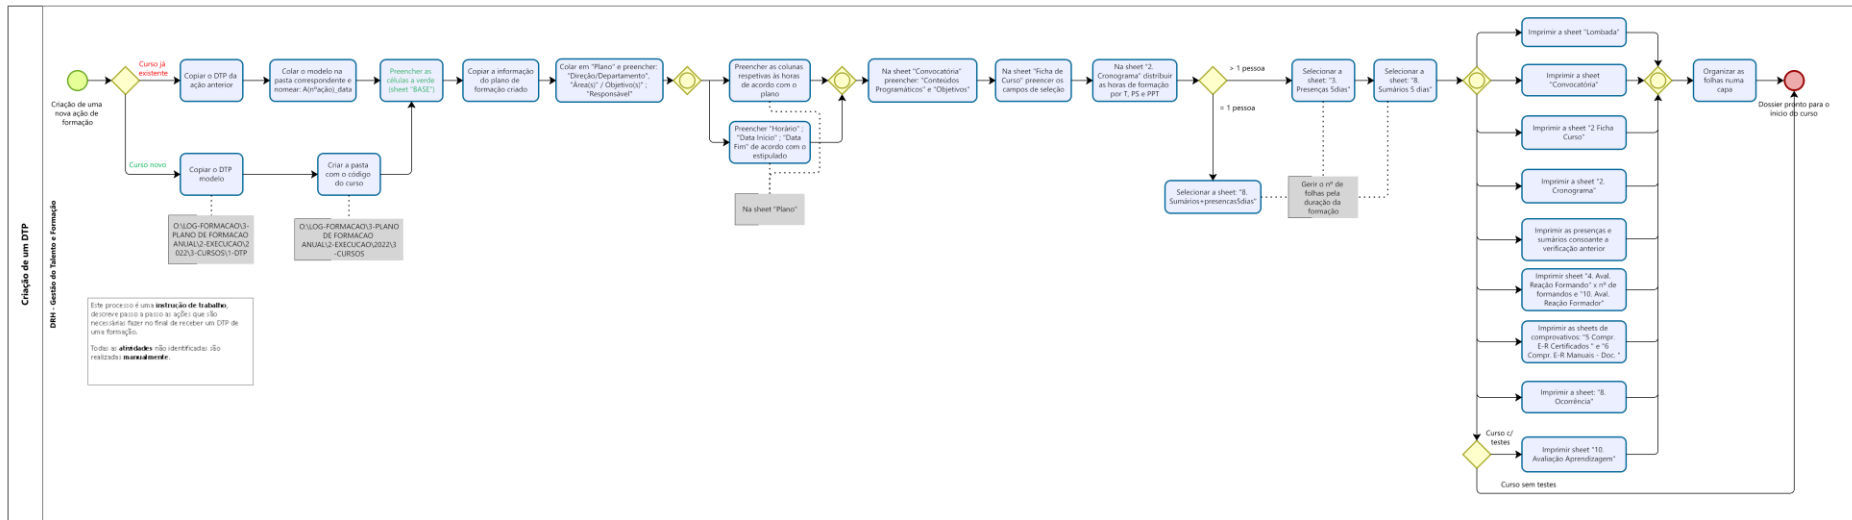 Criação de um DTP
DRH - Gestão do Talento e Formação
Criação de uma
nova ação de
formação
Curso já
existente
Curso novo
Copiar o DTP da
ação anterior
Colar o modelo na
pasta correspondente e
nomear: A(nºação)_data
Preencher as
células a verde
(sheet "BASE")
Copiar a informação
do plano de
formação criado
Colar em "Plano" e preencher:
"Direção/Departamento",
"Área(s)" / Objetivo(s)" ;
"Responsável"
Copiar o DTP
modelo
Criar a pasta
com o código
do curso
O:\LOG-FORMACAO\3-
PLANO DE FORMACAO
ANUAL\2-EXECUCAO\2
022\3-CURSOS\1-DTP
O:\LOG-FORMACAO\3-PLANO
DE FORMACAO
ANUAL\2-EXECUCAO\2022\3
-CURSOS
Este processo é uma instrução de trabalho,
descreve passo a passo as ações que são
necessárias fazer no final de receber um DTP de
uma formação.
Todas as atividades não identificadas são
realizadas manualmente.
Preencher as colunas
respetivas às horas
de acordo com o
plano
Preencher "Horário" ;
"Data Início" ; "Data
Fim" de acordo com o
estipulado
Na sheet "Plano"
Na sheet "Convocatória"
preencher: "Conteúdos
Programáticos" e "Objetivos"
Na sheet "Ficha de
Curso" preencer os
campos de seleção
Na sheet "2.
Cronograma" distribuir
as horas de formação
por T, PS e PPT
> 1 pessoa
= 1 pessoa
Selecionar a
sheet: "3.
Presenças 5dias"
Selecionar a
sheet: "8.
Sumários 5 dias"
Selecionar a sheet: "8.
Sumários+presencas5dias"
Gerir o nº de
folhas pela
duração da
formação
Imprimir a sheet "Lombada"
Imprimir a sheet
"Convocatória"
Imprimir a sheet "2 Ficha
Curso"
Imprimir a sheet "2.
Cronograma"
Imprimir as presenças e
sumários consoante a
verificação anterior
Imprimir sheet "4. Aval.
Reação Formando" x nº de
formandos e "10. Aval.
Reação Formador"
Imprimir as sheets de
comprovativos: "5 Compr.
E-R Certificados " e "6
Compr. E-R Manuais - Doc. "
Imprimir a sheet: "8.
Ocorrência"
Curso c/
testes
Imprimir sheet "10.
Avaliação Aprendizagem"
Curso sem testes
Organizar as
folhas numa
capa
Dossier pronto para o
início do curso